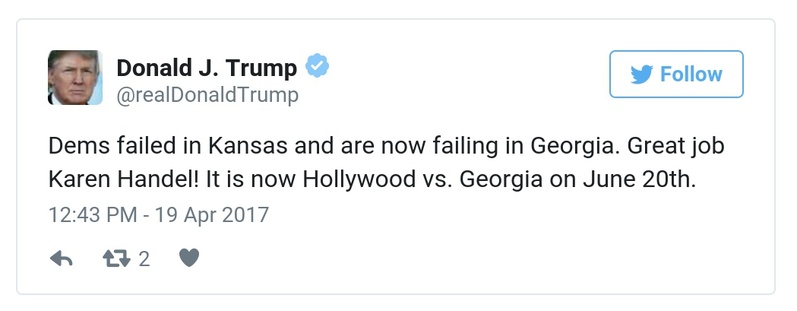 Donald J. Trump
@realDonaldTrump
Follow
Dems failed in Kansas and are now failing in Georgia. Great job
Karen Handel! It is now Hollywood vs. Georgia on June 20th.
12:43 PM - 19 Apr 2017
2